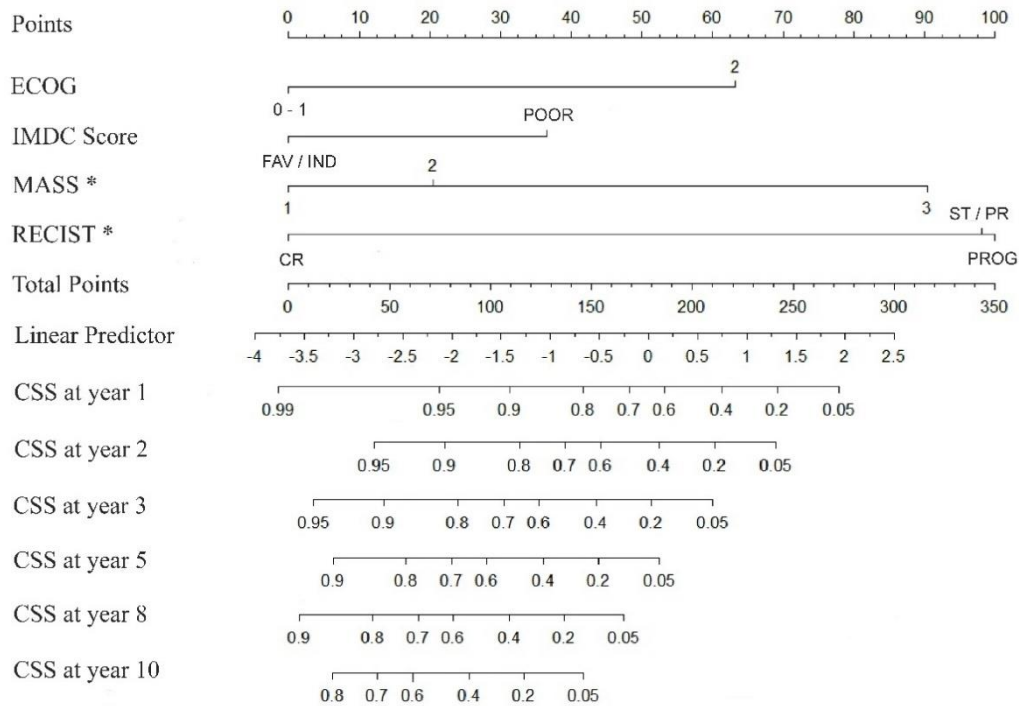 Points 0 10 20 30 40 50 60 70 80 90 100
2
ECOG
0 - 1
POOR
IMDC Score
FAV / IND
2
MASS *
1 3
ST / PR
RECIST *
CR PROG
Total Points
0 50 100 150 200 250 300 350
Linear Predictor
-4 -3.5 -3 -2.5 -2 -1.5 -1 -0.5 0 0.5 1 1.5 2 2.5
CSS at year 1
0.99 0.95 0.9 0.8 0.7 0.6 0.4 0.2 0.05
CSS at year 2
0.95 0.9 0.8 0.7 0.6 0.4 0.2 0.05
CSS at year 3
0.95 0.9 0.8 0.7 0.6 0.4 0.2 0.05
CSS at year 5
0.9 0.8 0.7 0.6 0.4 0.2 0.05
CSS at year 8
0.9 0.8 0.7 0.6 0.4 0.2 0.05
CSS at year 10
0.8 0.7 0.6 0.4 0.2 0.05